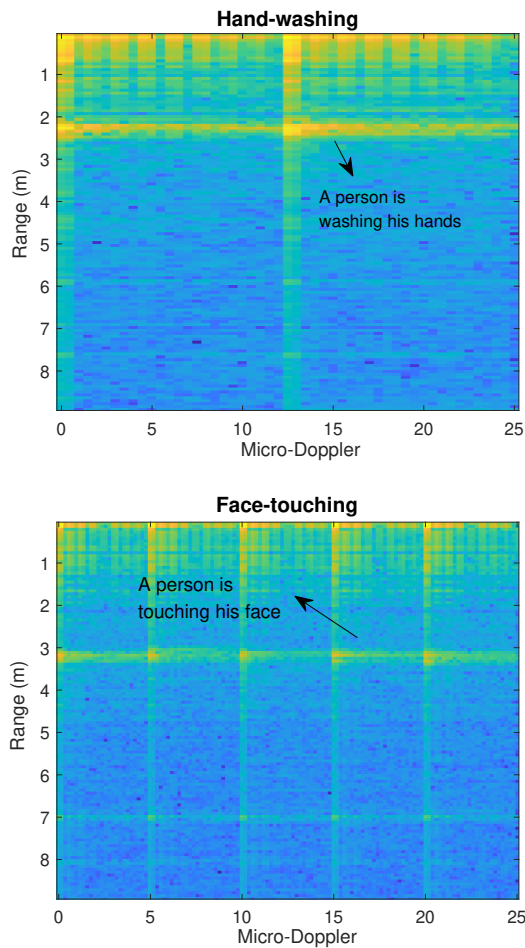 Hand-washing
1
2
3
4
5
6
7
8
Range (m)
A person is
washing his hands
0 5 10 15 20 25
Micro-Doppler
Face-touching
1
2
3
4
5
6
7
8
Range (m)
A person is
touching his face
0 5 10 15 20 25
Micro-Doppler